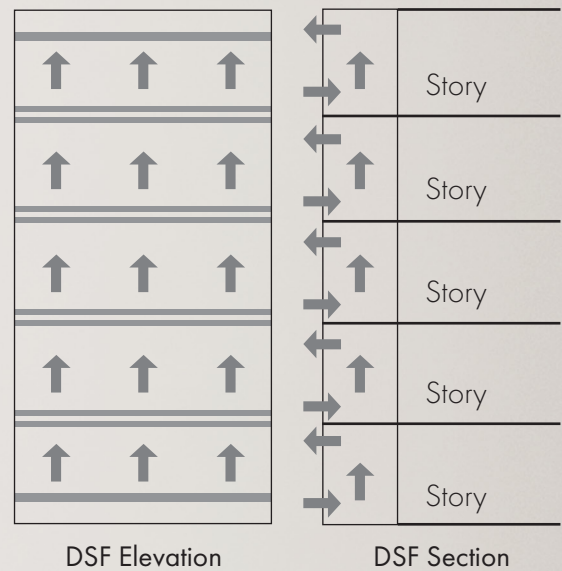 Story
Story
Story
Story
Story
DSF Elevation
DSF Section